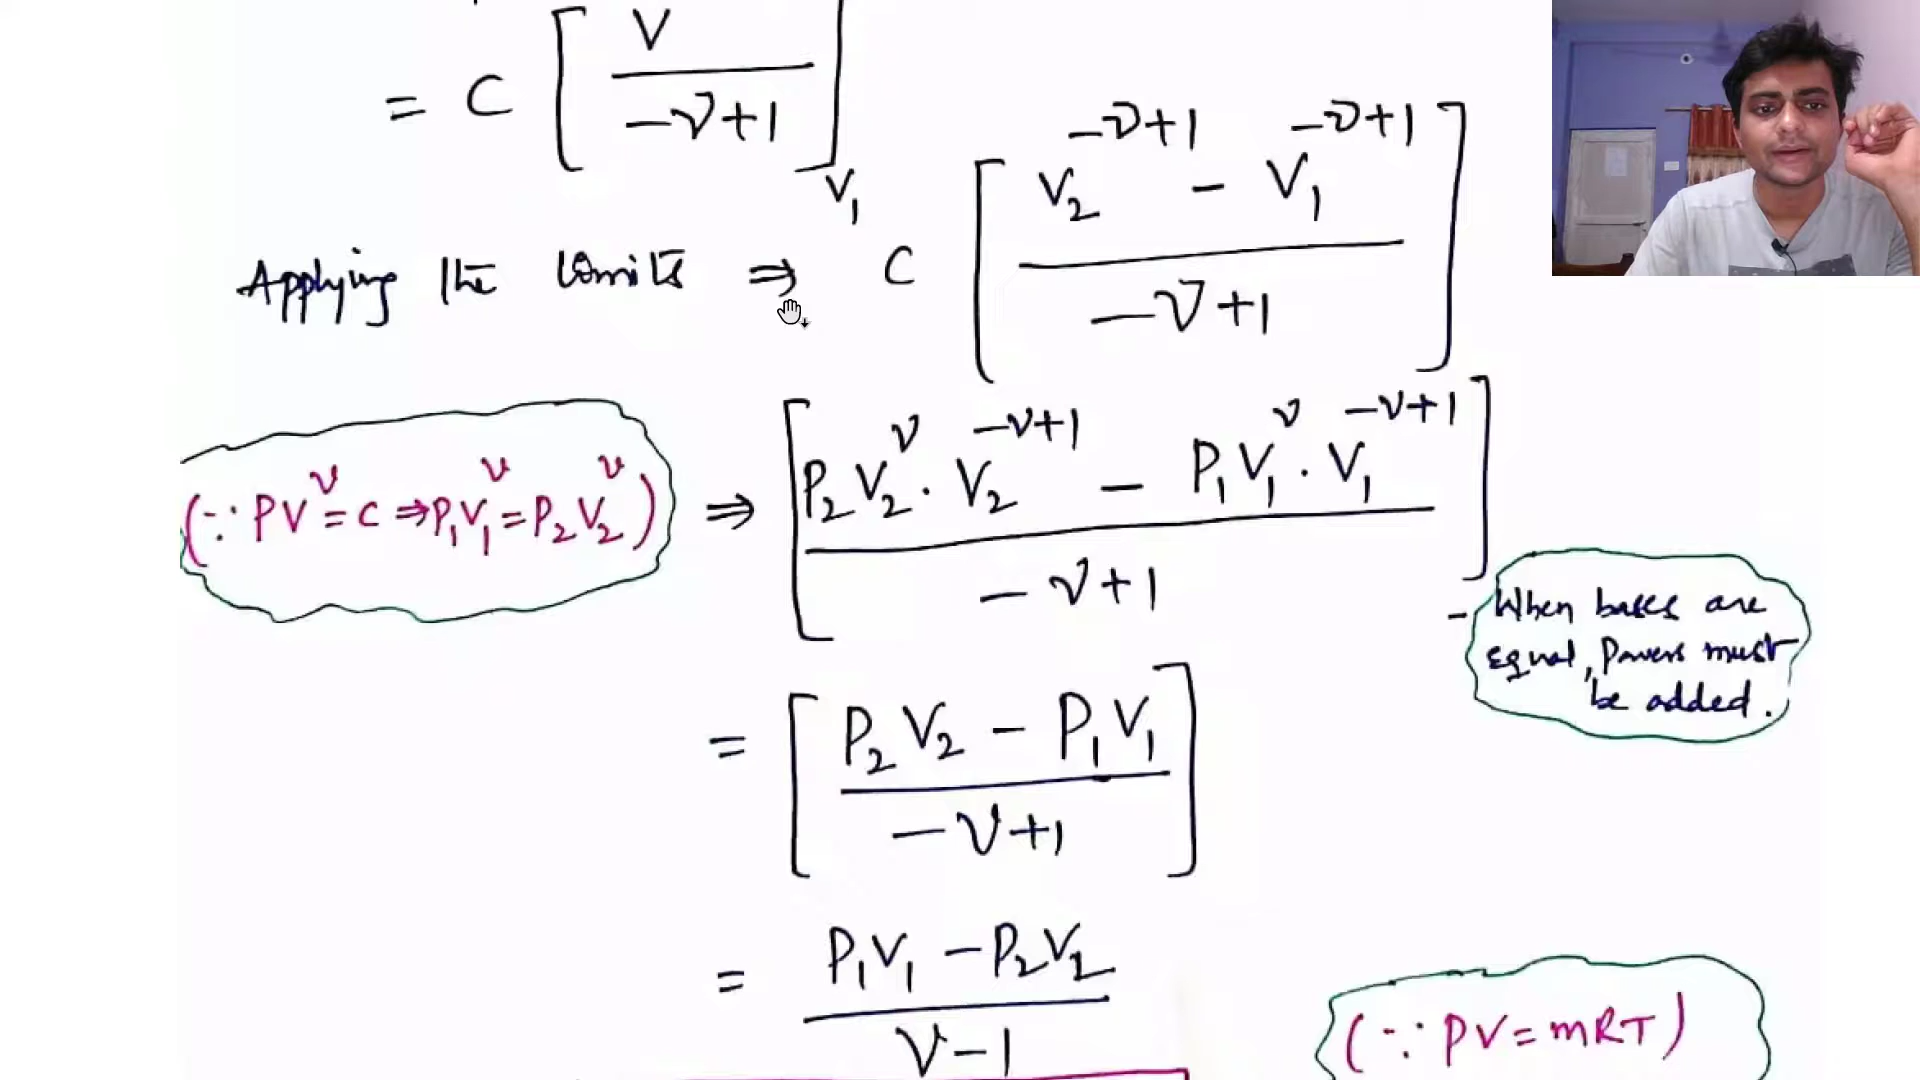 = C [ V / -γ+1 ] V₁
Applying the limits ⇒ C [ V₂^(-γ+1) - V₁^(-γ+1) / -γ+1 ]
(∵ PV^γ = C ⇒ P₁V₁^γ = P₂V₂^γ) ⇒ [ P₂V₂^γ · V₂^(-γ+1) - P₁V₁^γ · V₁^(-γ+1) / -γ+1 ]
- When bases are
equal, Powers must
be added.
= [ P₂V₂ - P₁V₁ / -γ+1 ]
= P₁V₁ - P₂V₂ / γ-1
(∵ PV = mRT)